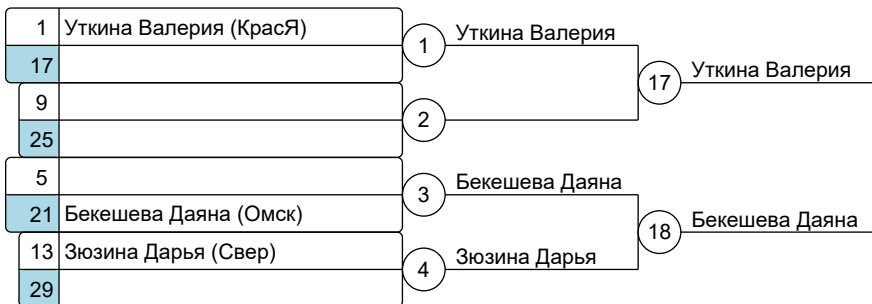 1 Уткина Валерия (КрасЯ)
17
9
25
5
21 Бекешева Даяна (Омск)
13 Зюзина Дарья (Свер)
29
1 Уткина Валерия
2
3 Бекешева Даяна
4 Зюзина Дарья
17 Уткина Валерия
18 Бекешева Даяна